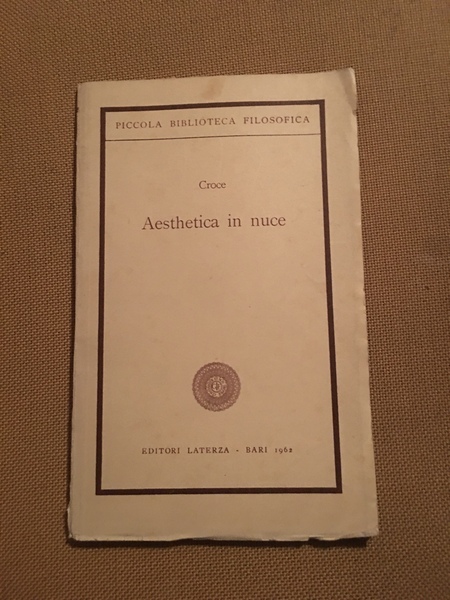 PICCOLA BIBLIOTECA FILOSOFICA
Croce
Aesthetica in nuce
EDITORI LATERZA - BARI 1962